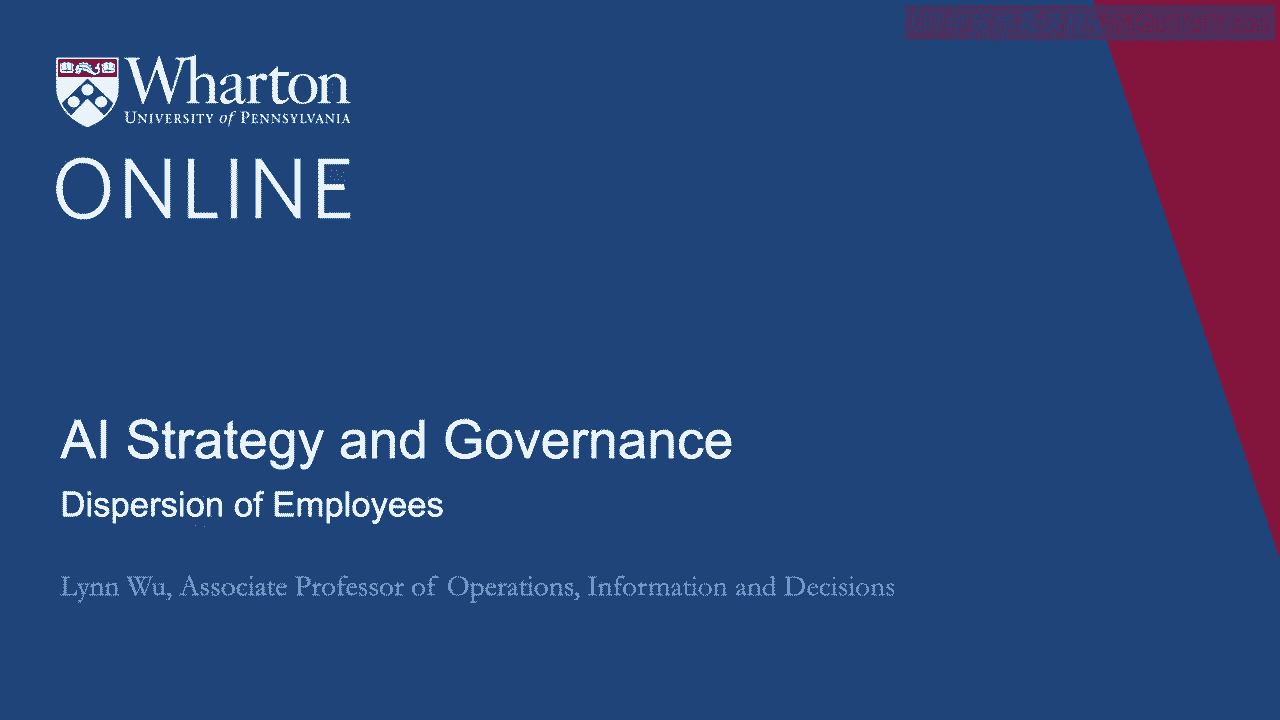 Wharton
UNIVERSITY of PENNSYLVANIA
ONLINE
AI Strategy and Governance
Dispersion of Employees
Lynn Wu, Associate Professor of Operations, Information and Decisions